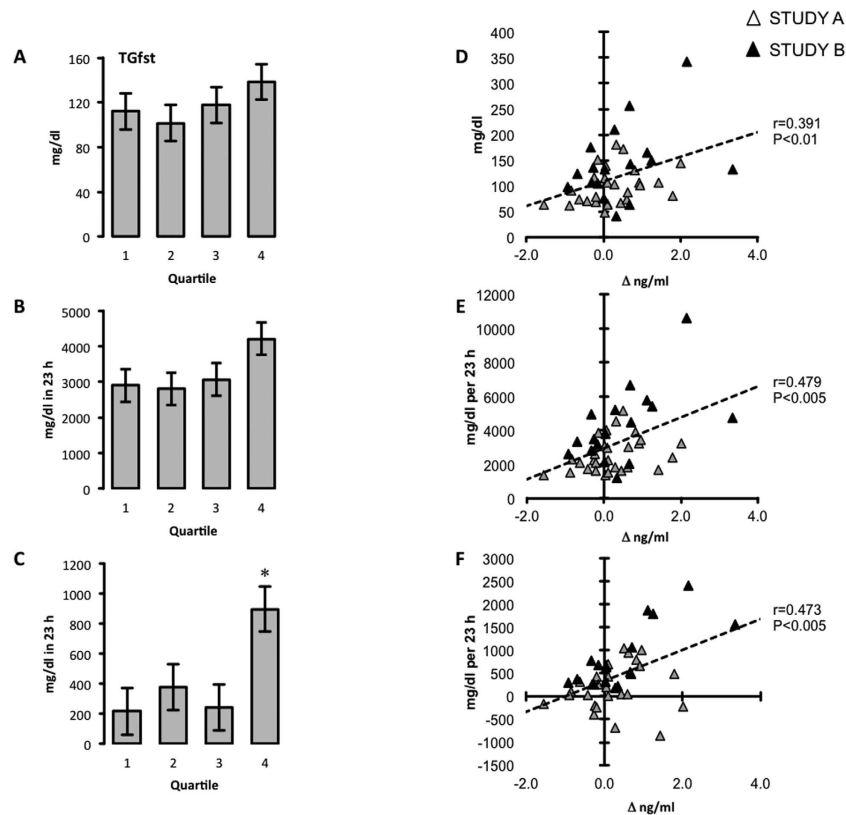 STUDY A
STUDY B
A
TGfst
160
120
80
40
0
mg/dl
1 2 3 4
Quartile
B
5000
4000
3000
2000
1000
0
mg/dl in 23 h
1 2 3 4
Quartile
C
1200
1000
800
600
400
200
0
mg/dl in 23 h
*
1 2 3 4
Quartile
D
400
350
300
250
200
150
100
50
0
mg/dl
r=0.391
P<0.01
-2.0 0.0 2.0 4.0
Δ ng/ml
E
12000
10000
8000
6000
4000
2000
0
mg/dl per 23 h
r=0.479
P<0.005
-2.0 0.0 2.0 4.0
Δ ng/ml
F
3000
2500
2000
1500
1000
500
0
-500
-1000
-1500
mg/dl per 23 h
r=0.473
P<0.005
-2.0 0.0 2.0 4.0
Δ ng/ml